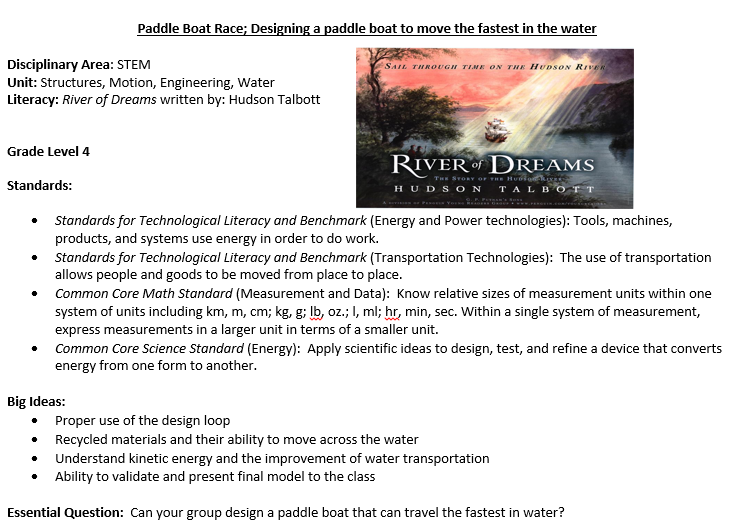 Paddle Boat Race; Designing a paddle boat to move the fastest in the water
Disciplinary Area: STEM
Unit: Structures, Motion, Engineering, Water
Literacy: River of Dreams written by: Hudson Talbott
SAIL THROUGH TIME ON THE HUDSON RIVER
RIVER of DREAMS
THE STORY OF THE HUDSON RIVER
HUDSON TALBOTT
Grade Level 4
Standards:
• Standards for Technological Literacy and Benchmark (Energy and Power technologies): Tools, machines,
products, and systems use energy in order to do work.
• Standards for Technological Literacy and Benchmark (Transportation Technologies): The use of transportation
allows people and goods to be moved from place to place.
• Common Core Math Standard (Measurement and Data): Know relative sizes of measurement units within one
system of units including km, m, cm; kg, g; lb, oz.; l, ml; hr, min, sec. Within a single system of measurement,
express measurements in a larger unit in terms of a smaller unit.
• Common Core Science Standard (Energy): Apply scientific ideas to design, test, and refine a device that converts
energy from one form to another.
Big Ideas:
• Proper use of the design loop
• Recycled materials and their ability to move across the water
• Understand kinetic energy and the improvement of water transportation
• Ability to validate and present final model to the class
Essential Question: Can your group design a paddle boat that can travel the fastest in water?